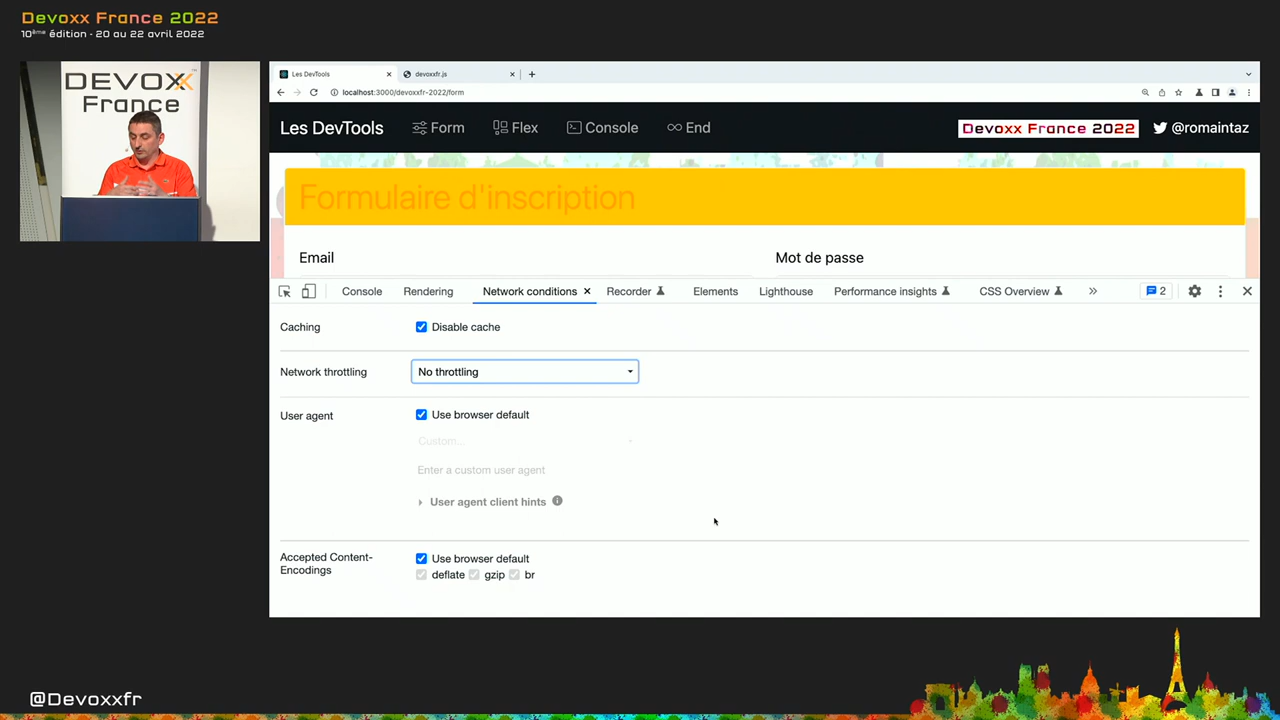 Devoxx France 2022
10ème édition - 20 au 22 avril 2022
DEVOXX
France
Les DevTools
devoxxfr.js
localhost:3000/devoxxfr-2022/form
Les DevTools
Form
Flex
Console
End
Devoxx France 2022
@romaintaz
Formulaire d'inscription
Email
Mot de passe
Console
Rendering
Network conditions
Recorder
Elements
Lighthouse
Performance insights
CSS Overview
2
Caching
Disable cache
Network throttling
No throttling
User agent
Use browser default
Custom...
Enter a custom user agent
User agent client hints
Accepted Content-
Encodings
Use browser default
deflate gzip br
@Devoxxfr